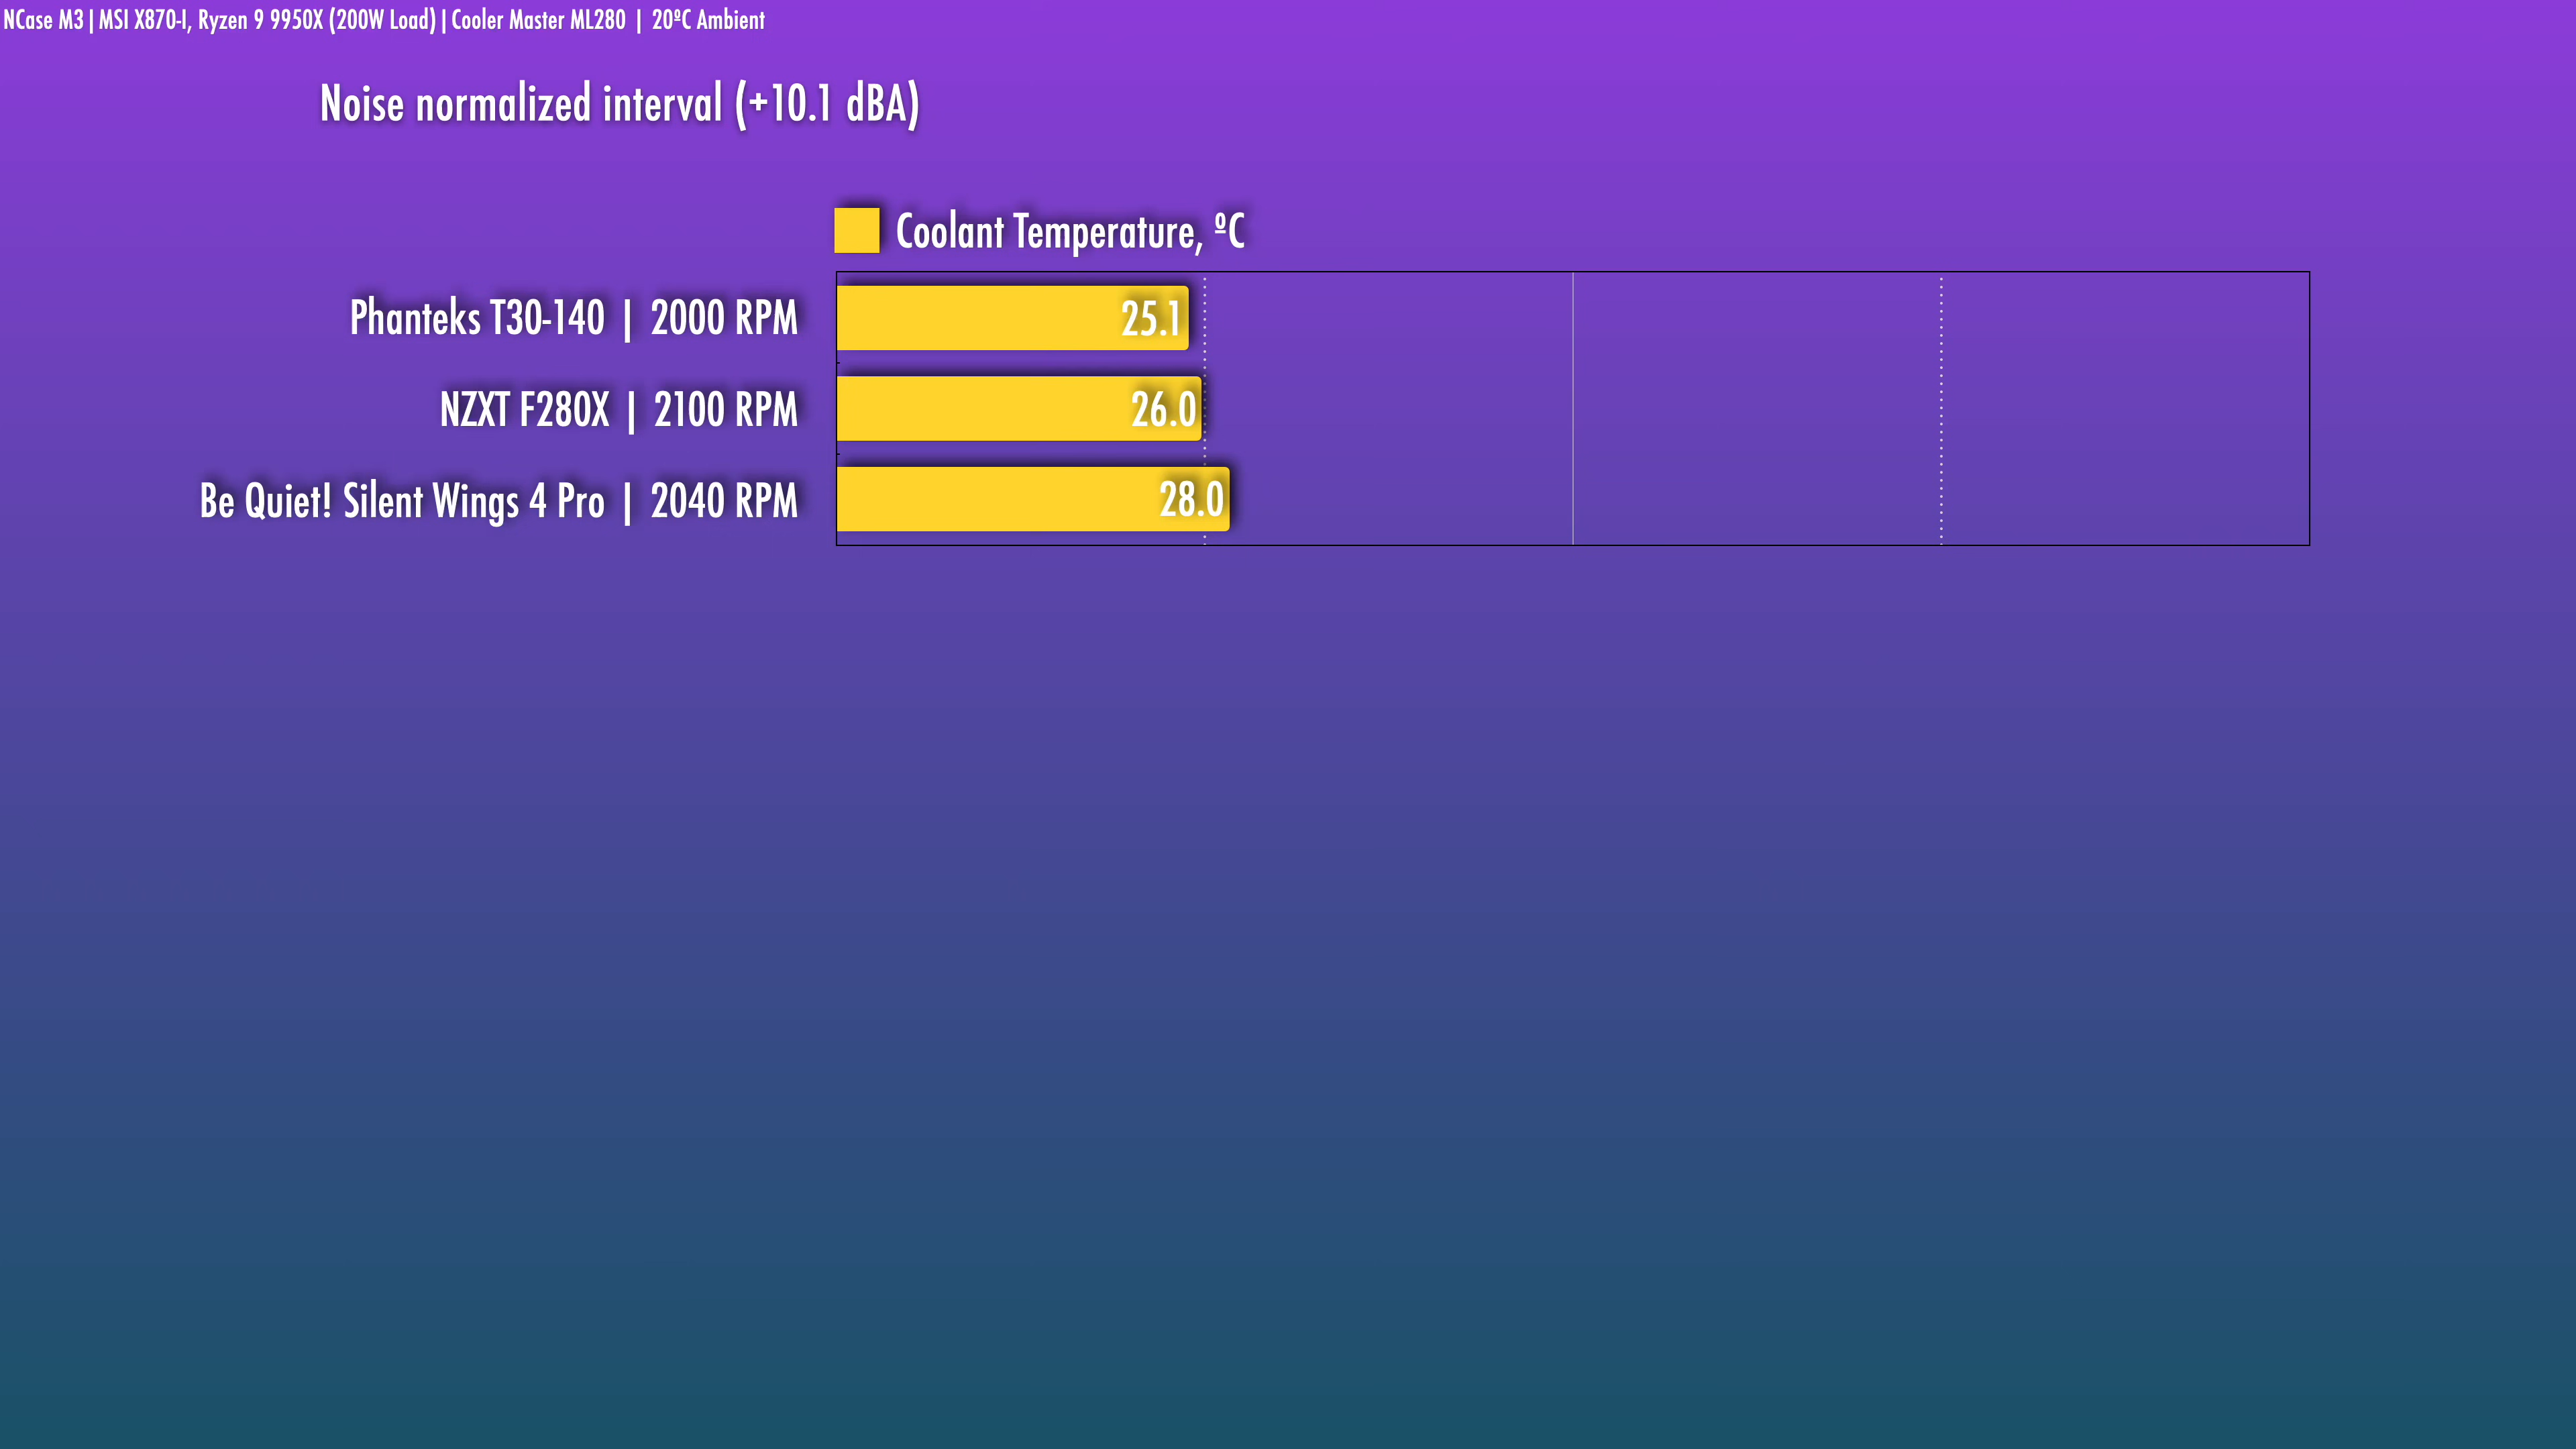 NCase M3 | MSI X870-I, Ryzen 9 9950X (200W Load) | Cooler Master ML280 | 20ºC Ambient
Noise normalized interval (+10.1 dBA)
Coolant Temperature, ºC
Phanteks T30-140 | 2000 RPM 25.1
NZXT F280X | 2100 RPM 26.0
Be Quiet! Silent Wings 4 Pro | 2040 RPM 28.0